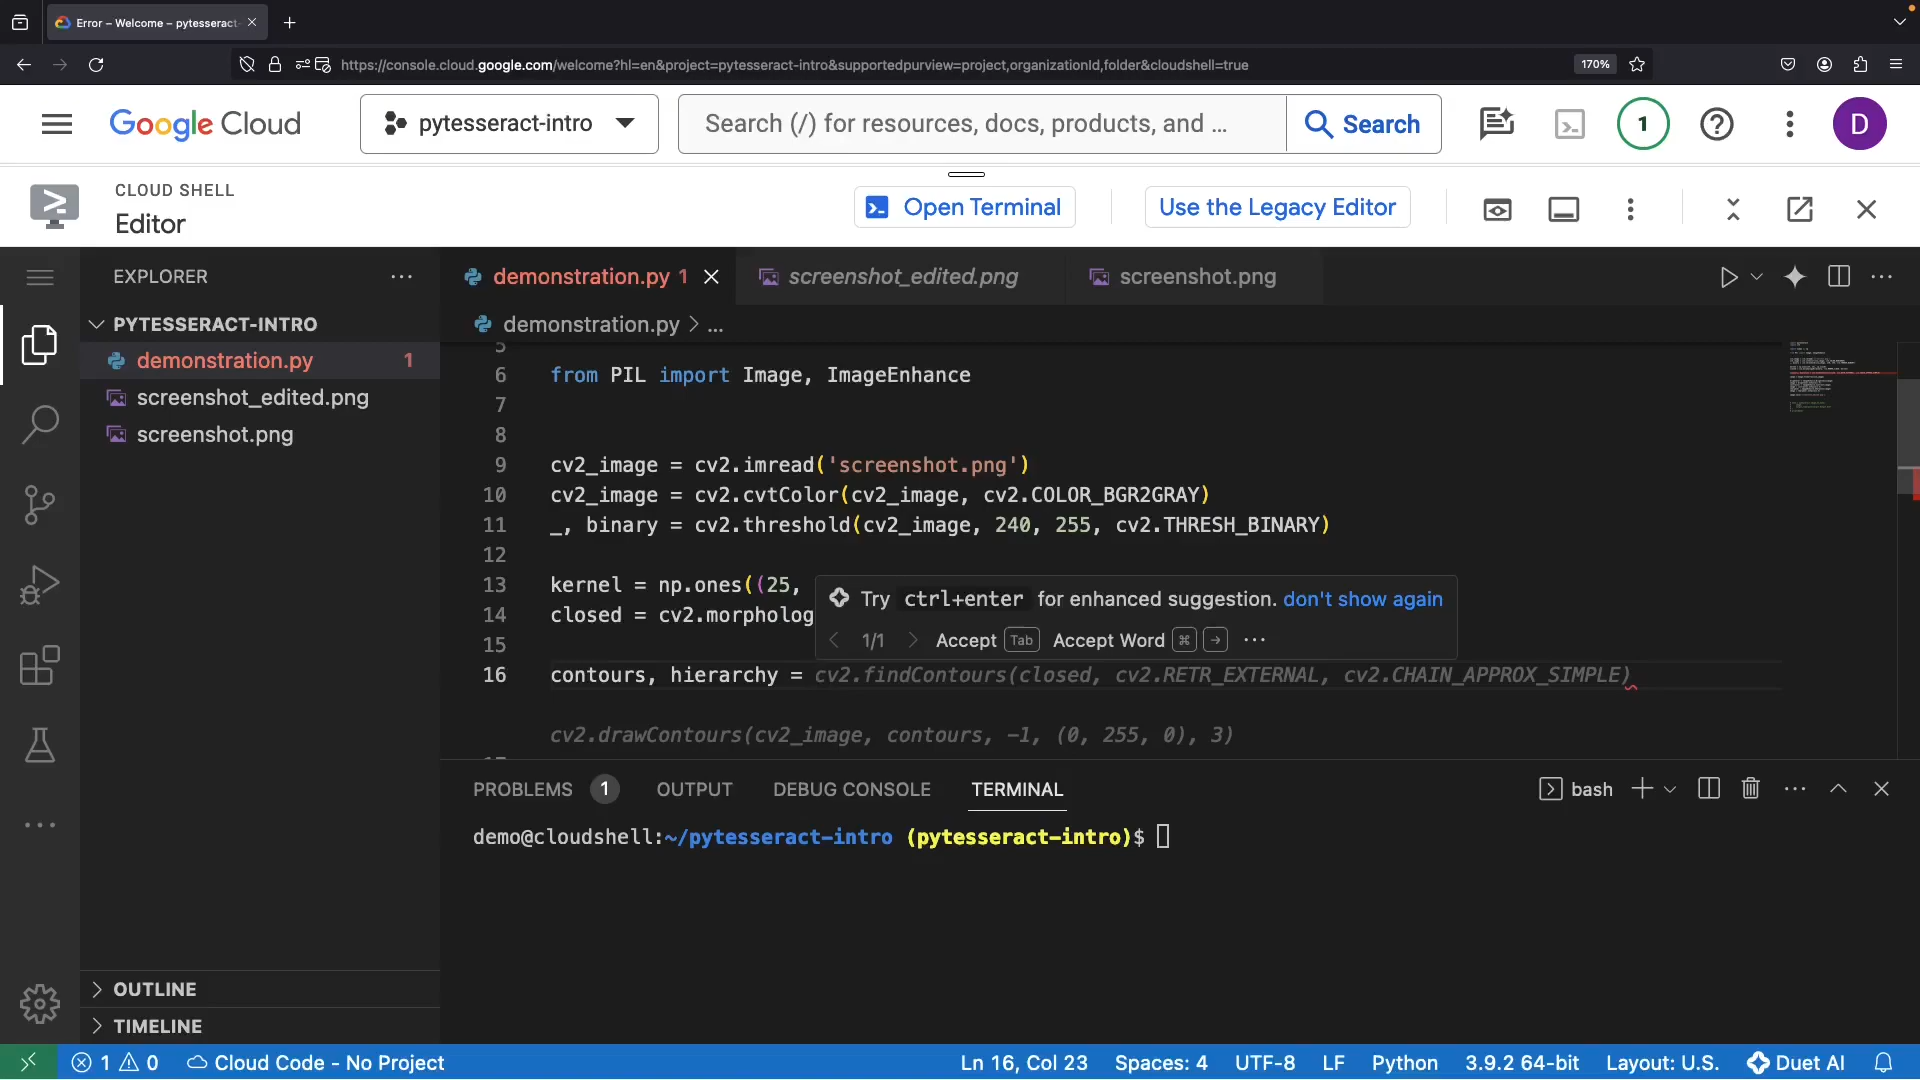 Error – Welcome – pytesseract-
https://console.cloud.google.com/welcome?hl=en&project=pytesseract-intro&supportedpurview=project,organizationId,folder&cloudshell=true
170%
Google Cloud
pytesseract-intro
Search (/) for resources, docs, products, and ...
Search
1
D
CLOUD SHELL
Editor
Open Terminal
Use the Legacy Editor
EXPLORER
PYTESSERACT-INTRO
demonstration.py 1
screenshot_edited.png
screenshot.png
OUTLINE
TIMELINE
demonstration.py 1
screenshot_edited.png
screenshot.png
demonstration.py > ...
5
6 from PIL import Image, ImageEnhance
7
8
9 cv2_image = cv2.imread('screenshot.png')
10 cv2_image = cv2.cvtColor(cv2_image, cv2.COLOR_BGR2GRAY)
11 _, binary = cv2.threshold(cv2_image, 240, 255, cv2.THRESH_BINARY)
12
13 kernel = np.ones((25,
14 closed = cv2.morpholog
15
Try ctrl+enter for enhanced suggestion. don't show again
1/1 Accept Tab Accept Word ⌘ → ...
16 contours, hierarchy = cv2.findContours(closed, cv2.RETR_EXTERNAL, cv2.CHAIN_APPROX_SIMPLE)
cv2.drawContours(cv2_image, contours, -1, (0, 255, 0), 3)
PROBLEMS 1 OUTPUT DEBUG CONSOLE TERMINAL
bash
demo@cloudshell:~/pytesseract-intro (pytesseract-intro)$
1 0 Cloud Code - No Project
Ln 16, Col 23 Spaces: 4 UTF-8 LF Python 3.9.2 64-bit Layout: U.S. Duet AI